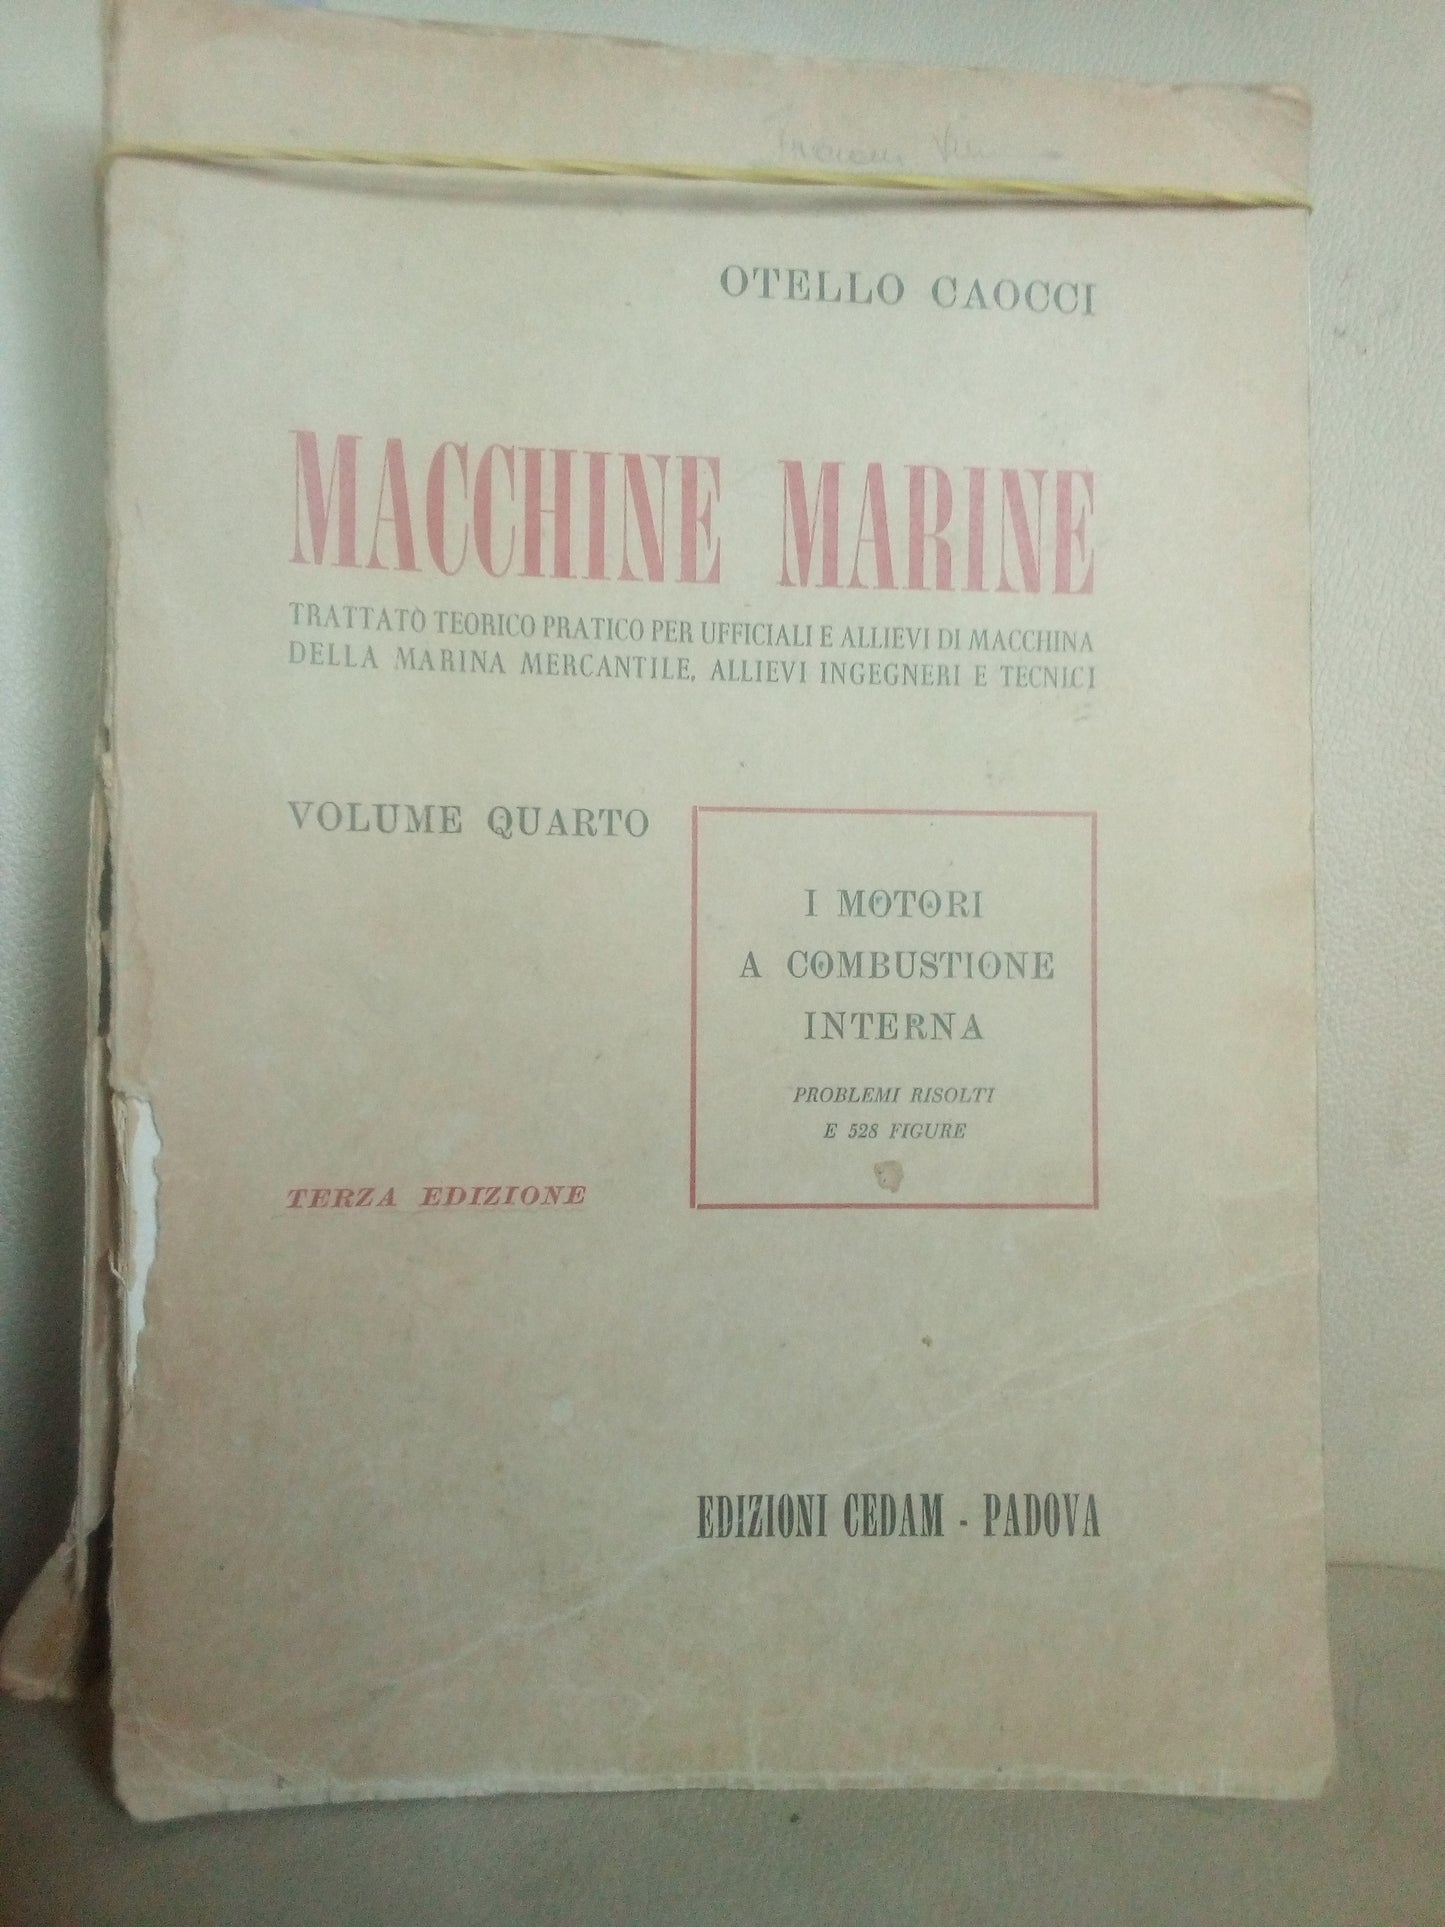 OTELLO CAOCCI
MACCHINE MARINE
TRATTATO TEORICO PRATICO PER UFFICIALI E ALLIEVI DI MACCHINA
DELLA MARINA MERCANTILE, ALLIEVI INGEGNERI E TECNICI
VOLUME QUARTO
I MOTORI
A COMBUSTIONE
INTERNA
PROBLEMI RISOLTI
E 528 FIGURE
TERZA EDIZIONE
EDIZIONI CEDAM - PADOVA